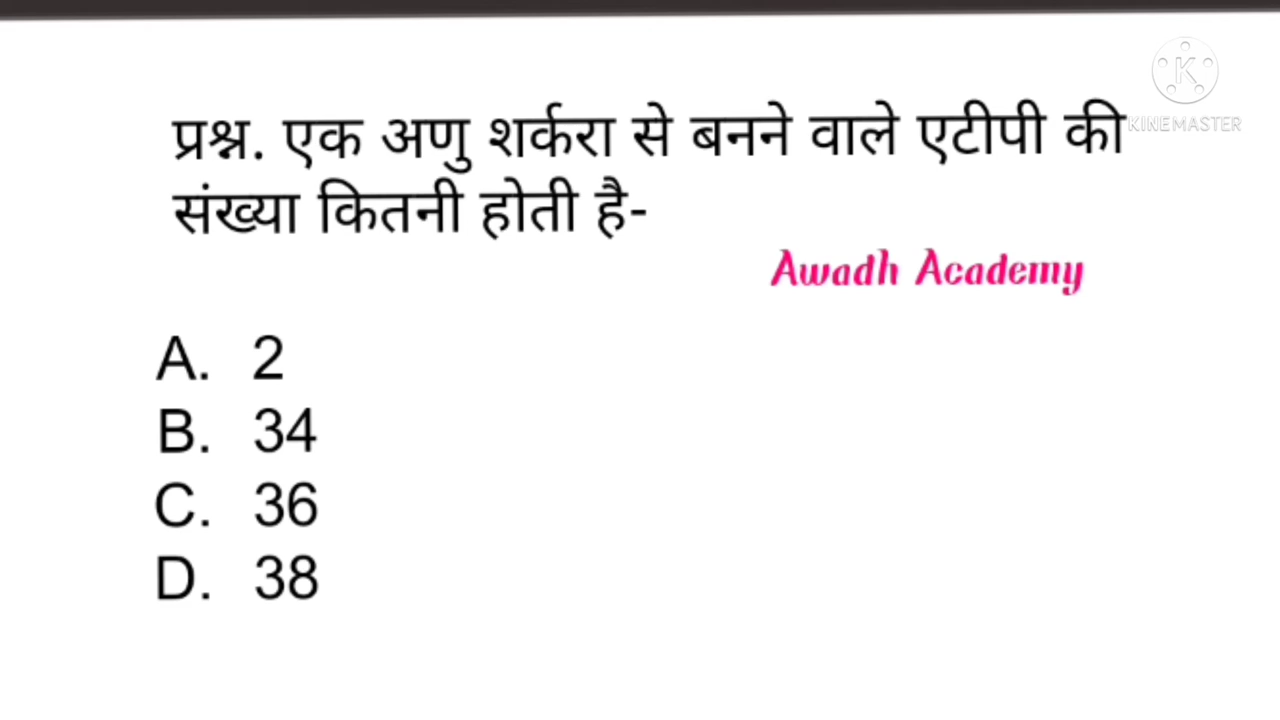 प्रश्न. एक अणु शर्करा से बनने वाले एटीपी की
KINEMASTER
संख्या कितनी होती है-
Awadh Academy
A. 2
B. 34
C. 36
D. 38